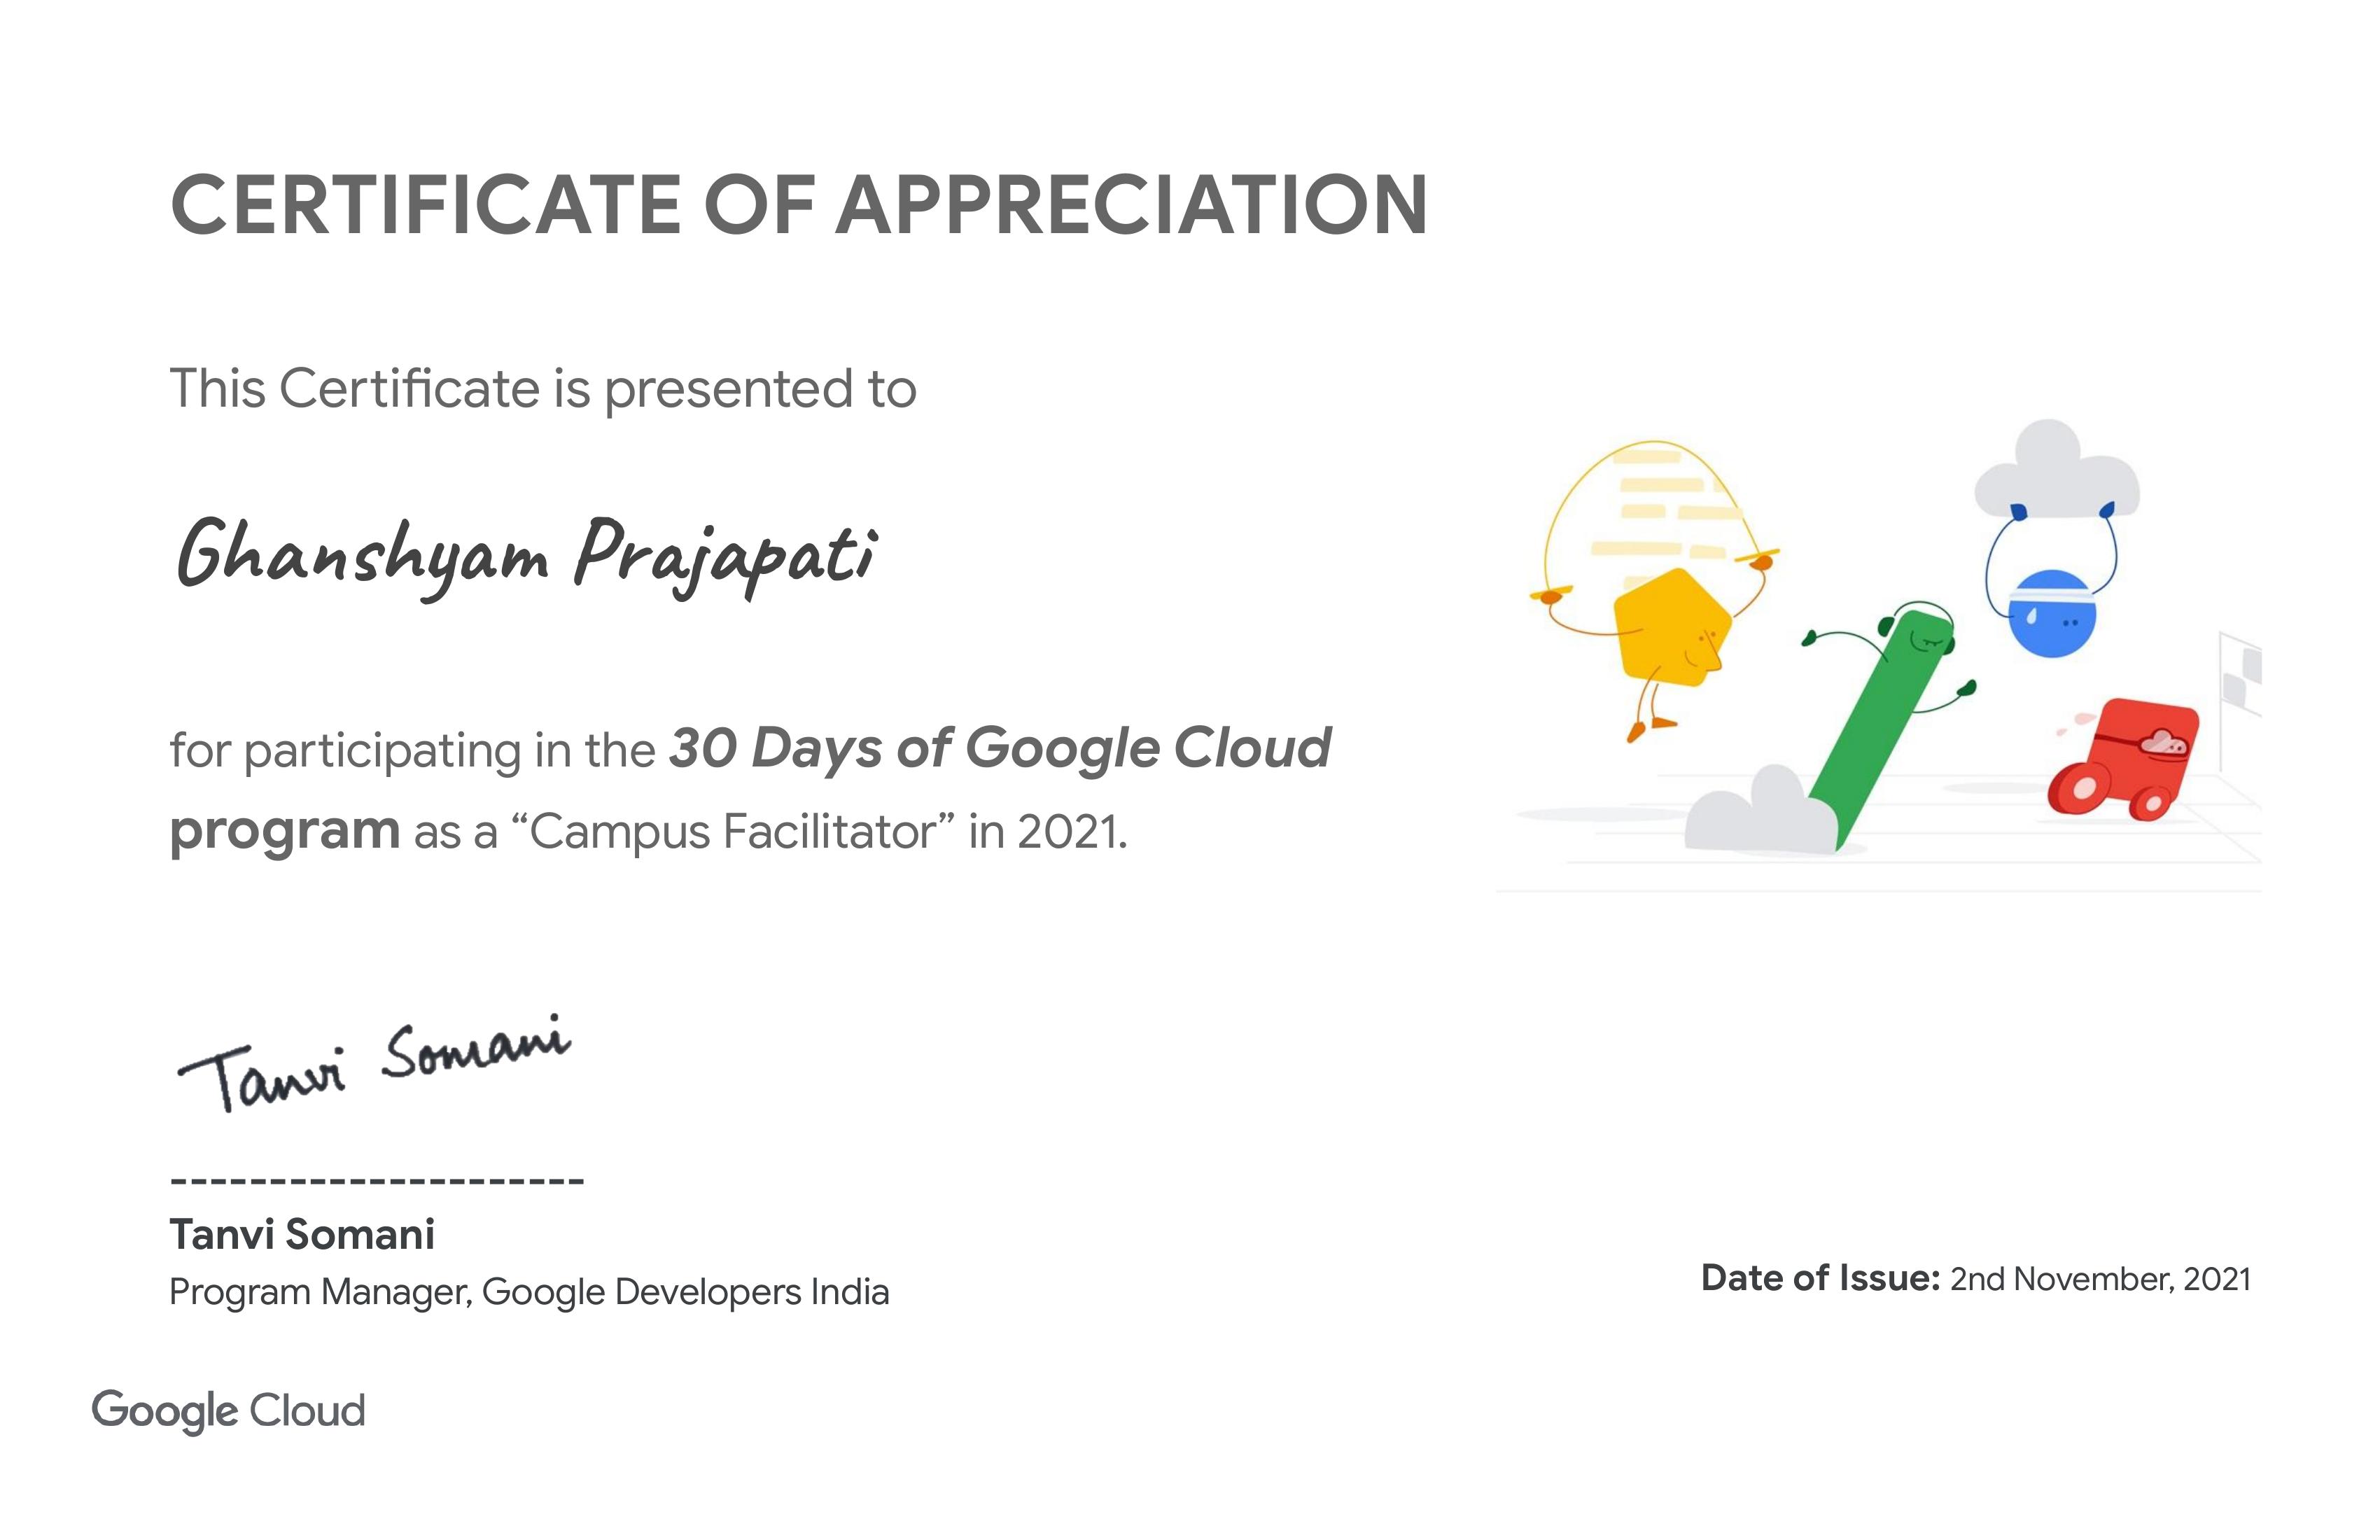 CERTIFICATE OF APPRECIATION
This Certificate is presented to
Ghanshyam Prajapati
for participating in the 30 Days of Google Cloud
program as a “Campus Facilitator” in 2021.
Tanvi Somani
---------------------
Tanvi Somani
Program Manager, Google Developers India
Date of Issue: 2nd November, 2021
Google Cloud